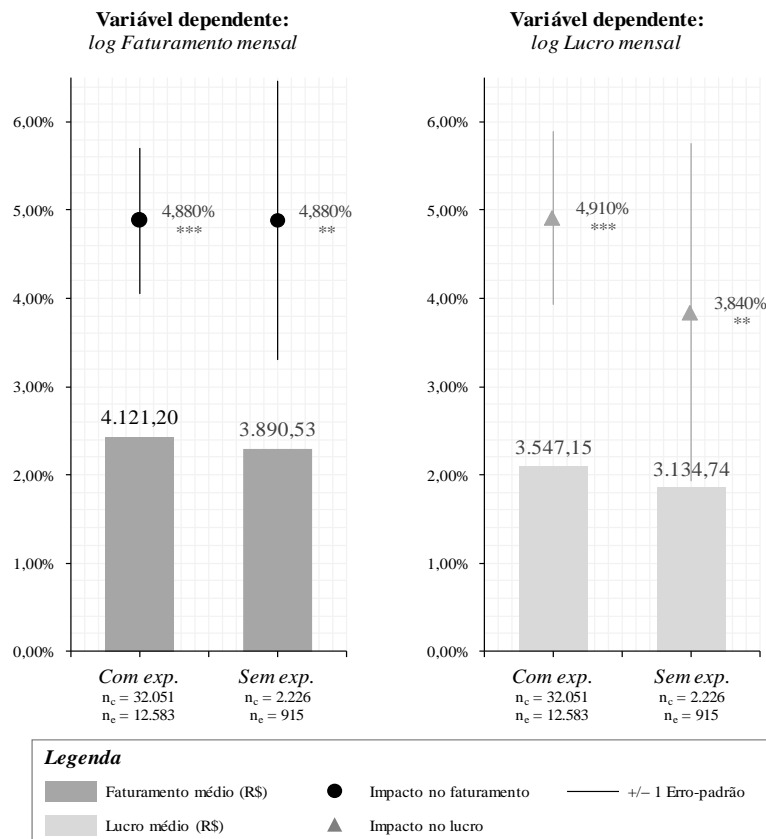 Variável dependente:
log Faturamento mensal
6,00%
5,00%
4,00%
3,00%
2,00%
1,00%
0,00%
4,880%
***
4,880%
**
4.121,20
3.890,53
Com exp.
n_c = 32.051
n_e = 12.583
Sem exp.
n_c = 2.226
n_e = 915
Variável dependente:
log Lucro mensal
6,00%
5,00%
4,00%
3,00%
2,00%
1,00%
0,00%
4,910%
***
3,840%
**
3.547,15
3.134,74
Com exp.
n_c = 32.051
n_e = 12.583
Sem exp.
n_c = 2.226
n_e = 915
Legenda
Faturamento médio (R$)
Impacto no faturamento
+/− 1 Erro-padrão
Lucro médio (R$)
Impacto no lucro